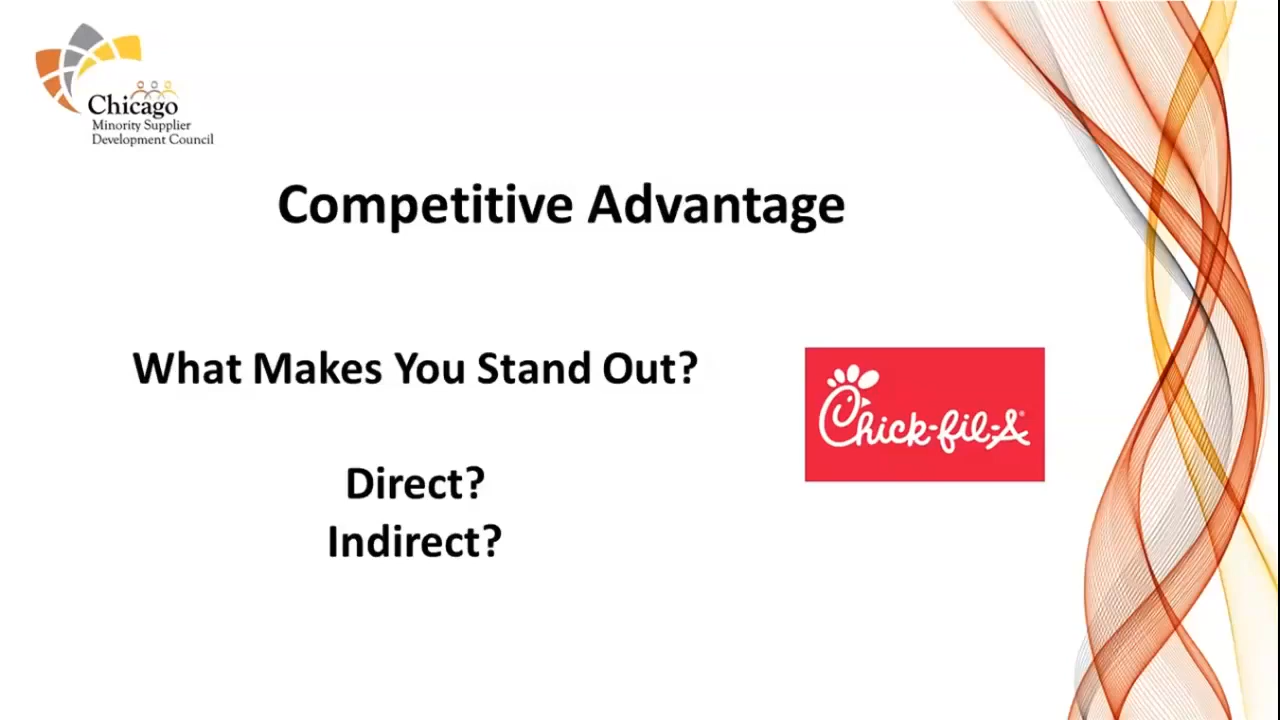 Chicago
Minority Supplier
Development Council
Competitive Advantage
What Makes You Stand Out?
Chick-fil-A®
Direct?
Indirect?